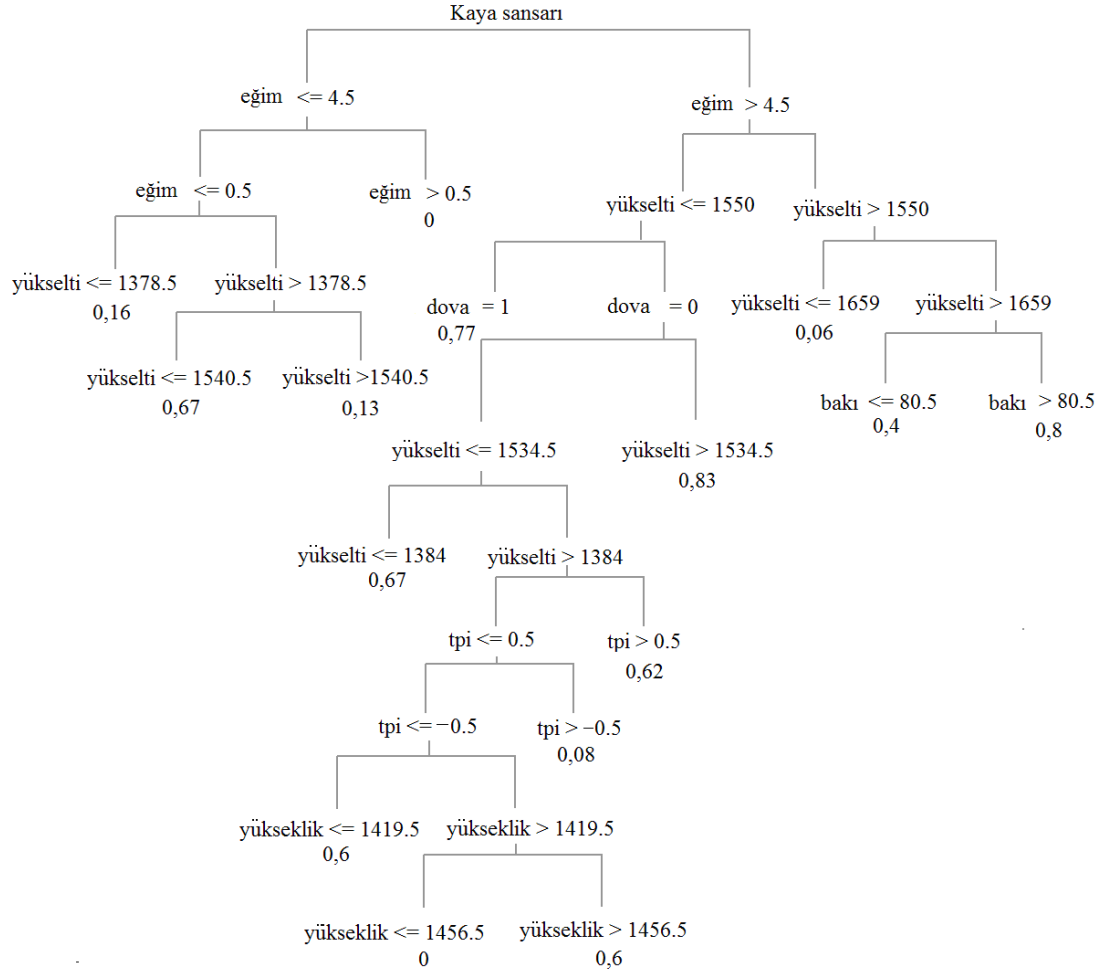 Kaya sansarı
eğim <= 4.5
eğim > 4.5
eğim <= 0.5
eğim > 0.5
0
yükselti <= 1550
yükselti > 1550
yükselti <= 1378.5
0,16
yükselti > 1378.5
dova = 1
0,77
dova = 0
yükselti <= 1659
0,06
yükselti > 1659
yükselti <= 1540.5
0,67
yükselti >1540.5
0,13
bakı <= 80.5
0,4
bakı > 80.5
0,8
yükselti <= 1534.5
yükselti > 1534.5
0,83
yükselti <= 1384
0,67
yükselti > 1384
tpi <= 0.5
tpi > 0.5
0,62
tpi <= −0.5
tpi > −0.5
0,08
yükseklik <= 1419.5
0,6
yükseklik > 1419.5
yükseklik <= 1456.5
0
yükseklik > 1456.5
0,6